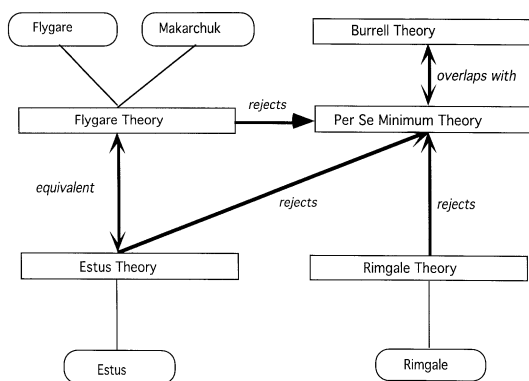 Flygare
Makarchuk
Burrell Theory
overlaps with
rejects
Flygare Theory
Per Se Minimum Theory
equivalent
rejects
rejects
Estus Theory
Rimgale Theory
Estus
Rimgale